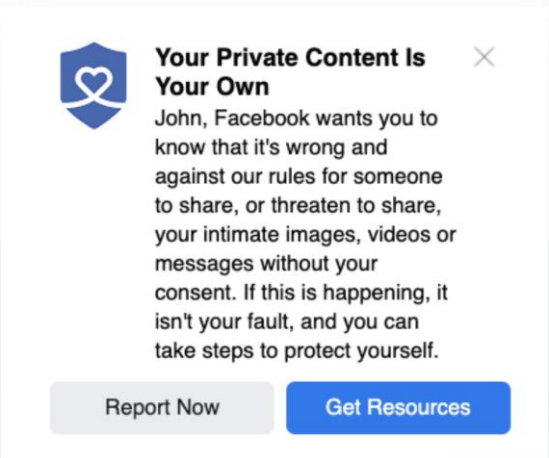 Your Private Content Is
Your Own
John, Facebook wants you to
know that it's wrong and
against our rules for someone
to share, or threaten to share,
your intimate images, videos or
messages without your
consent. If this is happening, it
isn't your fault, and you can
take steps to protect yourself.
Report Now
Get Resources